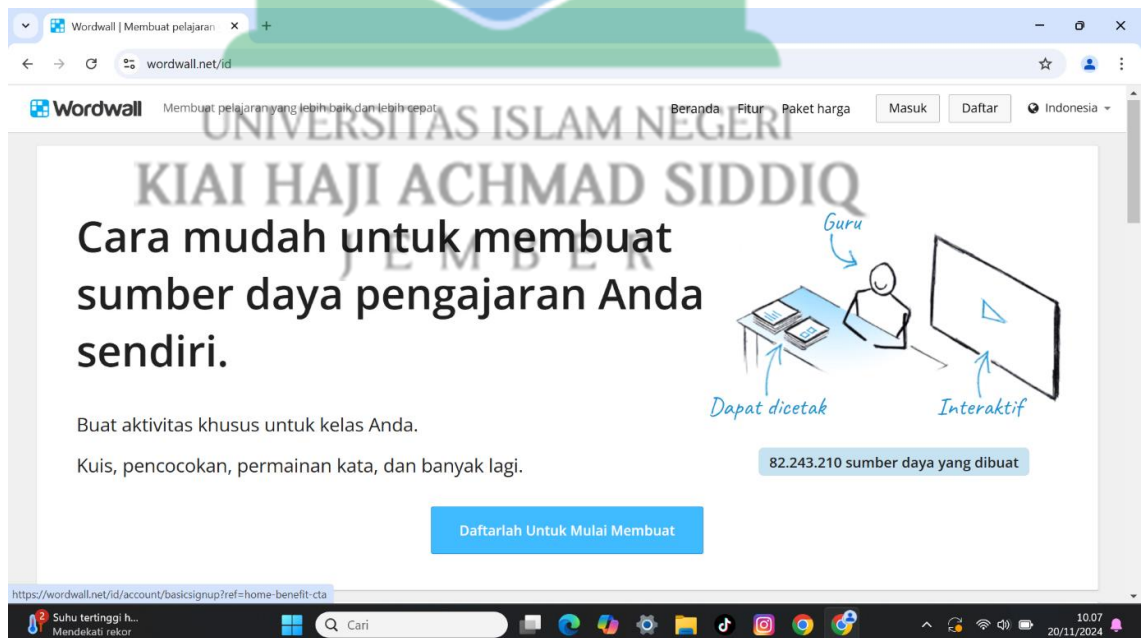 Wordwall | Membuat pelajaran
wordwall.net/id
Wordwall Membuat pelajaran yang lebih baik dan lebih cepat. Beranda Fitur Paket harga Masuk Daftar Indonesia
UNIVERSITAS ISLAM NEGERI
KIAI HAJI ACHMAD SIDDIQ
JEMBER
Cara mudah untuk membuat
sumber daya pengajaran Anda
sendiri.
Guru
Dapat dicetak
Interaktif
Buat aktivitas khusus untuk kelas Anda.
Kuis, pencocokan, permainan kata, dan banyak lagi.
82.243.210 sumber daya yang dibuat
Daftarlah Untuk Mulai Membuat
https://wordwall.net/id/account/basicsignup?ref=home-benefit-cta
2
Suhu tertinggi h...
Mendekati rekor
Cari
10.07
20/11/2024